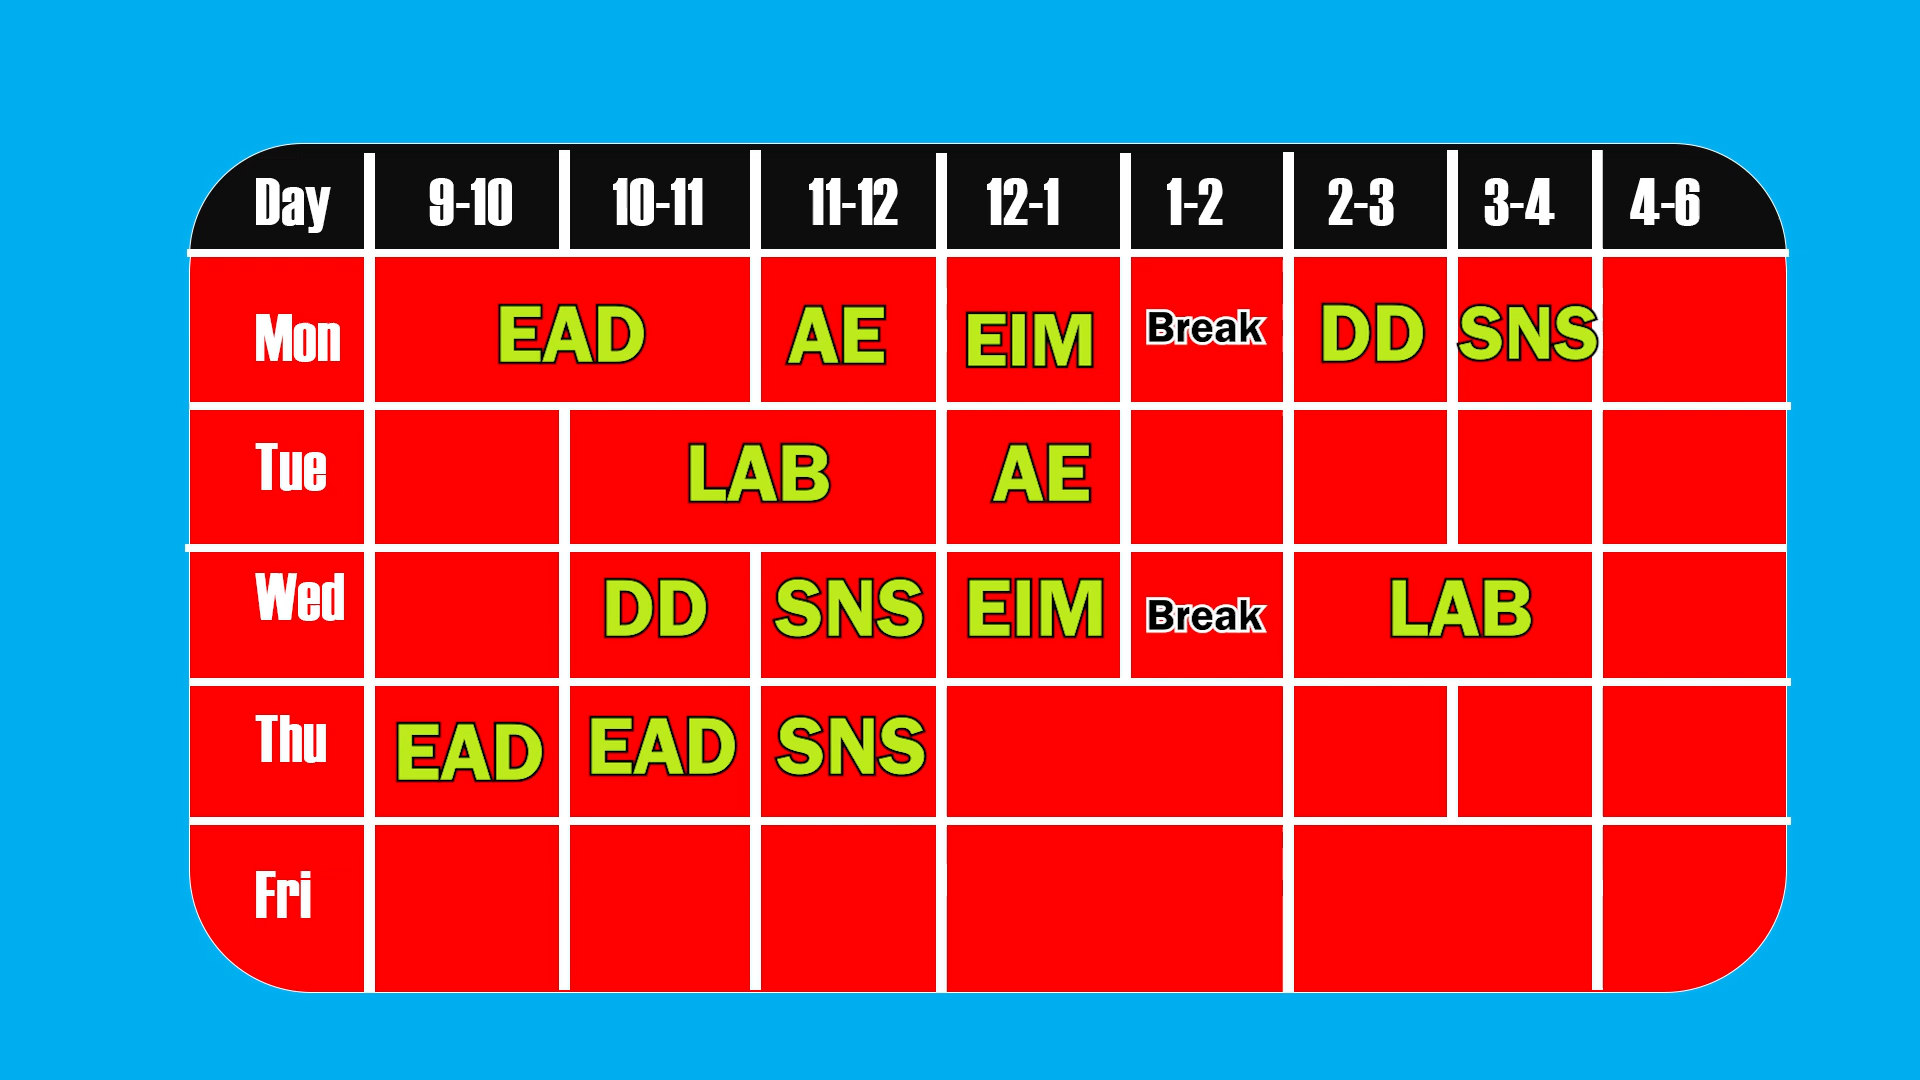 Day 9-10 10-11 11-12 12-1 1-2 2-3 3-4 4-6
Mon EAD AE EIM Break DD SNS
Tue LAB AE
Wed DD SNS EIM Break LAB
Thu EAD EAD SNS
Fri